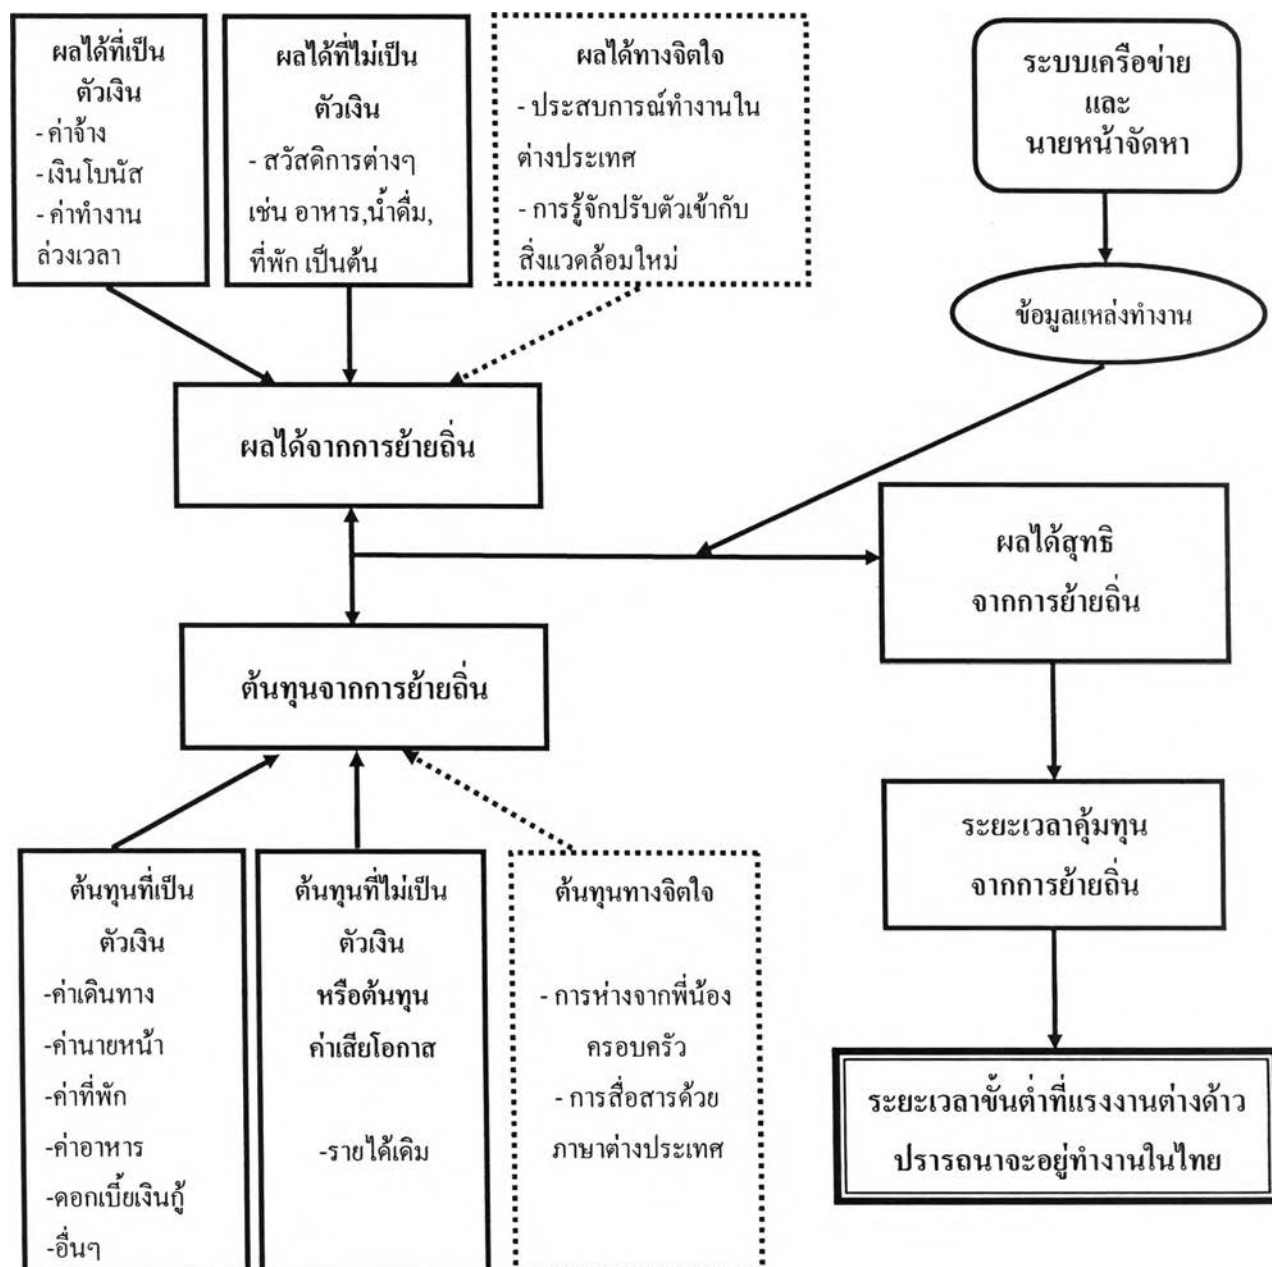 ผลได้ที่เป็น
ตัวเงิน
- ค่าจ้าง
-เงินโบนัส
- ค่าทำงาน
ล่วงเวลา
ผลได้ที่ไม่เป็น
ตัวเงิน
- สวัสดิการต่างๆ
เช่น อาหาร,น้ำดื่ม,
ที่พัก เป็นต้น
ผลได้ทางจิตใจ
- ประสบการณ์ทำงานใน
ต่างประเทศ
- การรู้จักปรับตัวเข้ากับ
สิ่งแวดล้อมใหม่
ระบบเครือข่าย
และ
นายหน้าจัดหา
ข้อมูลแหล่งทำงาน
ผลได้จากการย้ายถิ่น
ผลได้สุทธิ
จากการย้ายถิ่น
ต้นทุนจากการย้ายถิ่น
ระยะเวลาคุ้มทุน
จากการย้ายถิ่น
ต้นทุนที่เป็น
ตัวเงิน
-ค่าเดินทาง
-ค่านายหน้า
-ค่าที่พัก
-ค่าอาหาร
-ดอกเบี้ยเงินกู้
-อื่นๆ
ต้นทุนที่ไม่เป็น
ตัวเงิน
หรือต้นทุน
ค่าเสียโอกาส
-รายได้เดิม
ต้นทุนทางจิตใจ
- การห่างจากพี่น้อง
ครอบครัว
- การสื่อสารด้วย
ภาษาต่างประเทศ
ระยะเวลาขั้นต่ำที่แรงงานต่างด้าว
ปรารถนาจะอยู่ทำงานในไทย